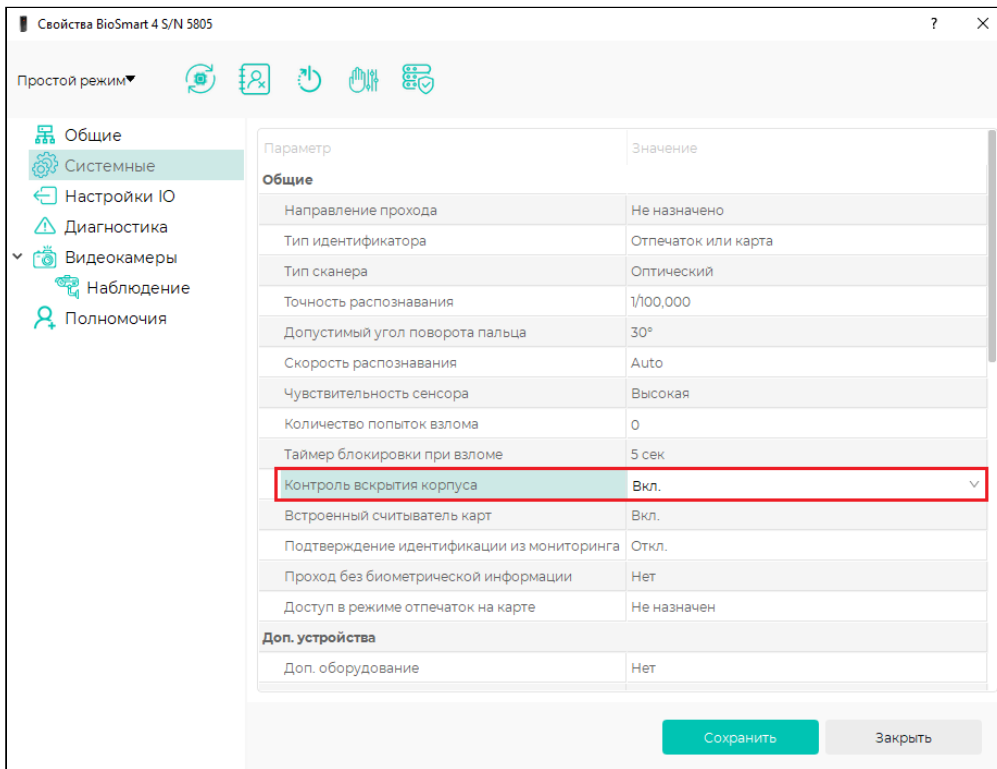 Свойства BioSmart 4 S/N 5805 ?
Простой режим
Общие
Системные
Настройки IO
Диагностика
Видеокамеры
Наблюдение
Полномочия
Параметр Значение
Общие
Направление прохода Не назначено
Тип идентификатора Отпечаток или карта
Тип сканера Оптический
Точность распознавания 1/100,000
Допустимый угол поворота пальца 30°
Скорость распознавания Auto
Чувствительность сенсора Высокая
Количество попыток взлома 0
Таймер блокировки при взломе 5 сек
Контроль вскрытия корпуса Вкл.
Встроенный считыватель карт Вкл.
Подтверждение идентификации из мониторинга Откл.
Проход без биометрической информации Нет
Доступ в режиме отпечаток на карте Не назначен
Доп. устройства
Доп. оборудование Нет
Сохранить Закрыть